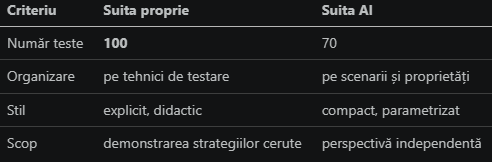 Criteriu Suita proprie Suita AI
Număr teste 100 70
Organizare pe tehnici de testare pe scenarii și proprietăți
Stil explicit, didactic compact, parametrizat
Scop demonstrarea strategiilor cerute perspectivă independentă